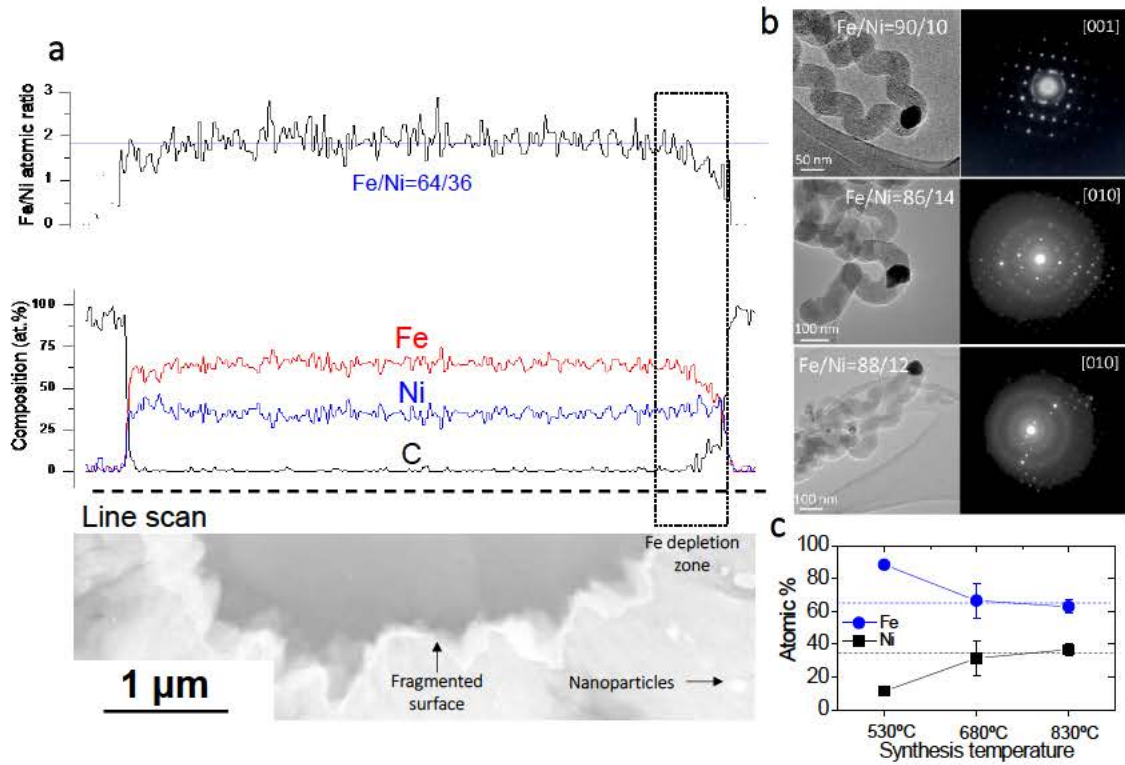 a
3
2
1
0
Fe/Ni atomic ratio
Fe/Ni=64/36
100
75
50
25
0
Composition (at.%)
Fe
Ni
C
Line scan
Fe depletion
zone
Fragmented
surface
Nanoparticles
1 µm
b
Fe/Ni=90/10
[001]
50 nm
Fe/Ni=86/14
[010]
100 nm
Fe/Ni=88/12
[010]
100 nm
c
100
80
60
40
20
0
Atomic %
Fe
Ni
530ºC 680ºC 830ºC
Synthesis temperature